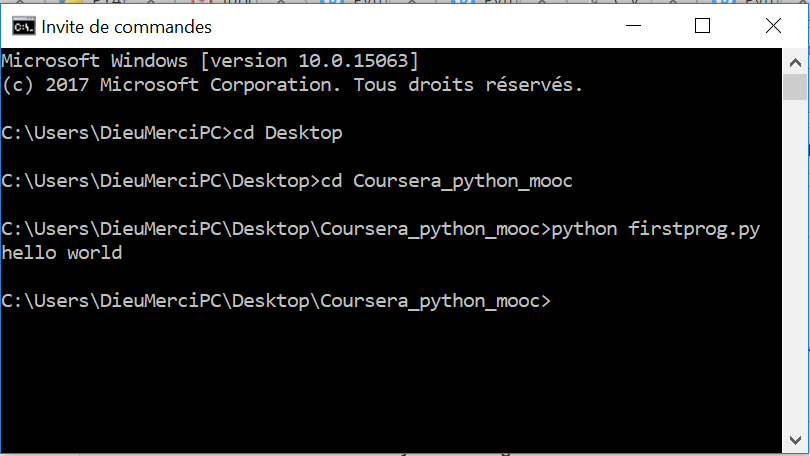 Invite de commandes
Microsoft Windows [version 10.0.15063]
(c) 2017 Microsoft Corporation. Tous droits réservés.
C:\Users\DieuMerciPC>cd Desktop
C:\Users\DieuMerciPC\Desktop>cd Coursera_python_mooc
C:\Users\DieuMerciPC\Desktop\Coursera_python_mooc>python firstprog.py
hello world
C:\Users\DieuMerciPC\Desktop\Coursera_python_mooc>